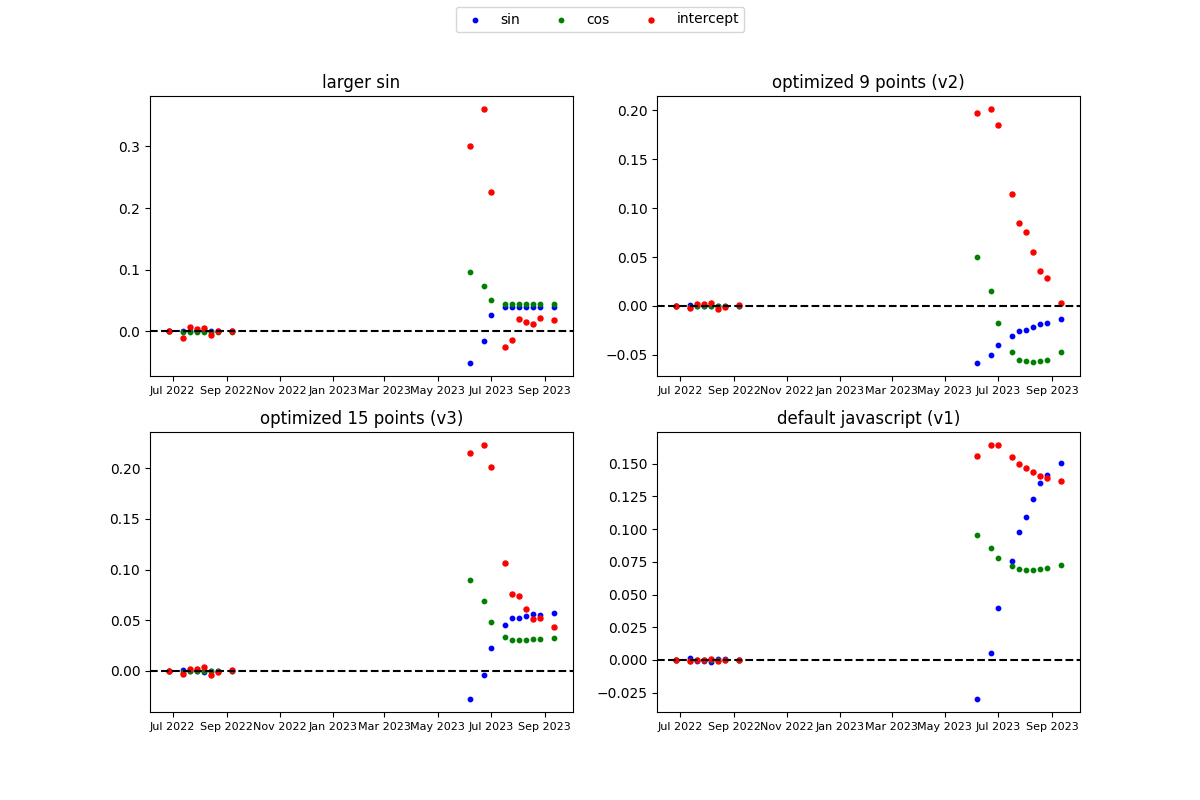 sin cos intercept
larger sin
0.3
0.2
0.1
0.0
Jul 2022 Sep 2022 Nov 2022 Jan 2023 Mar 2023 May 2023 Jul 2023 Sep 2023
optimized 9 points (v2)
0.20
0.15
0.10
0.05
0.00
−0.05
Jul 2022 Sep 2022 Nov 2022 Jan 2023 Mar 2023 May 2023 Jul 2023 Sep 2023
optimized 15 points (v3)
0.20
0.15
0.10
0.05
0.00
Jul 2022 Sep 2022 Nov 2022 Jan 2023 Mar 2023 May 2023 Jul 2023 Sep 2023
default javascript (v1)
0.150
0.125
0.100
0.075
0.050
0.025
0.000
−0.025
Jul 2022 Sep 2022 Nov 2022 Jan 2023 Mar 2023 May 2023 Jul 2023 Sep 2023